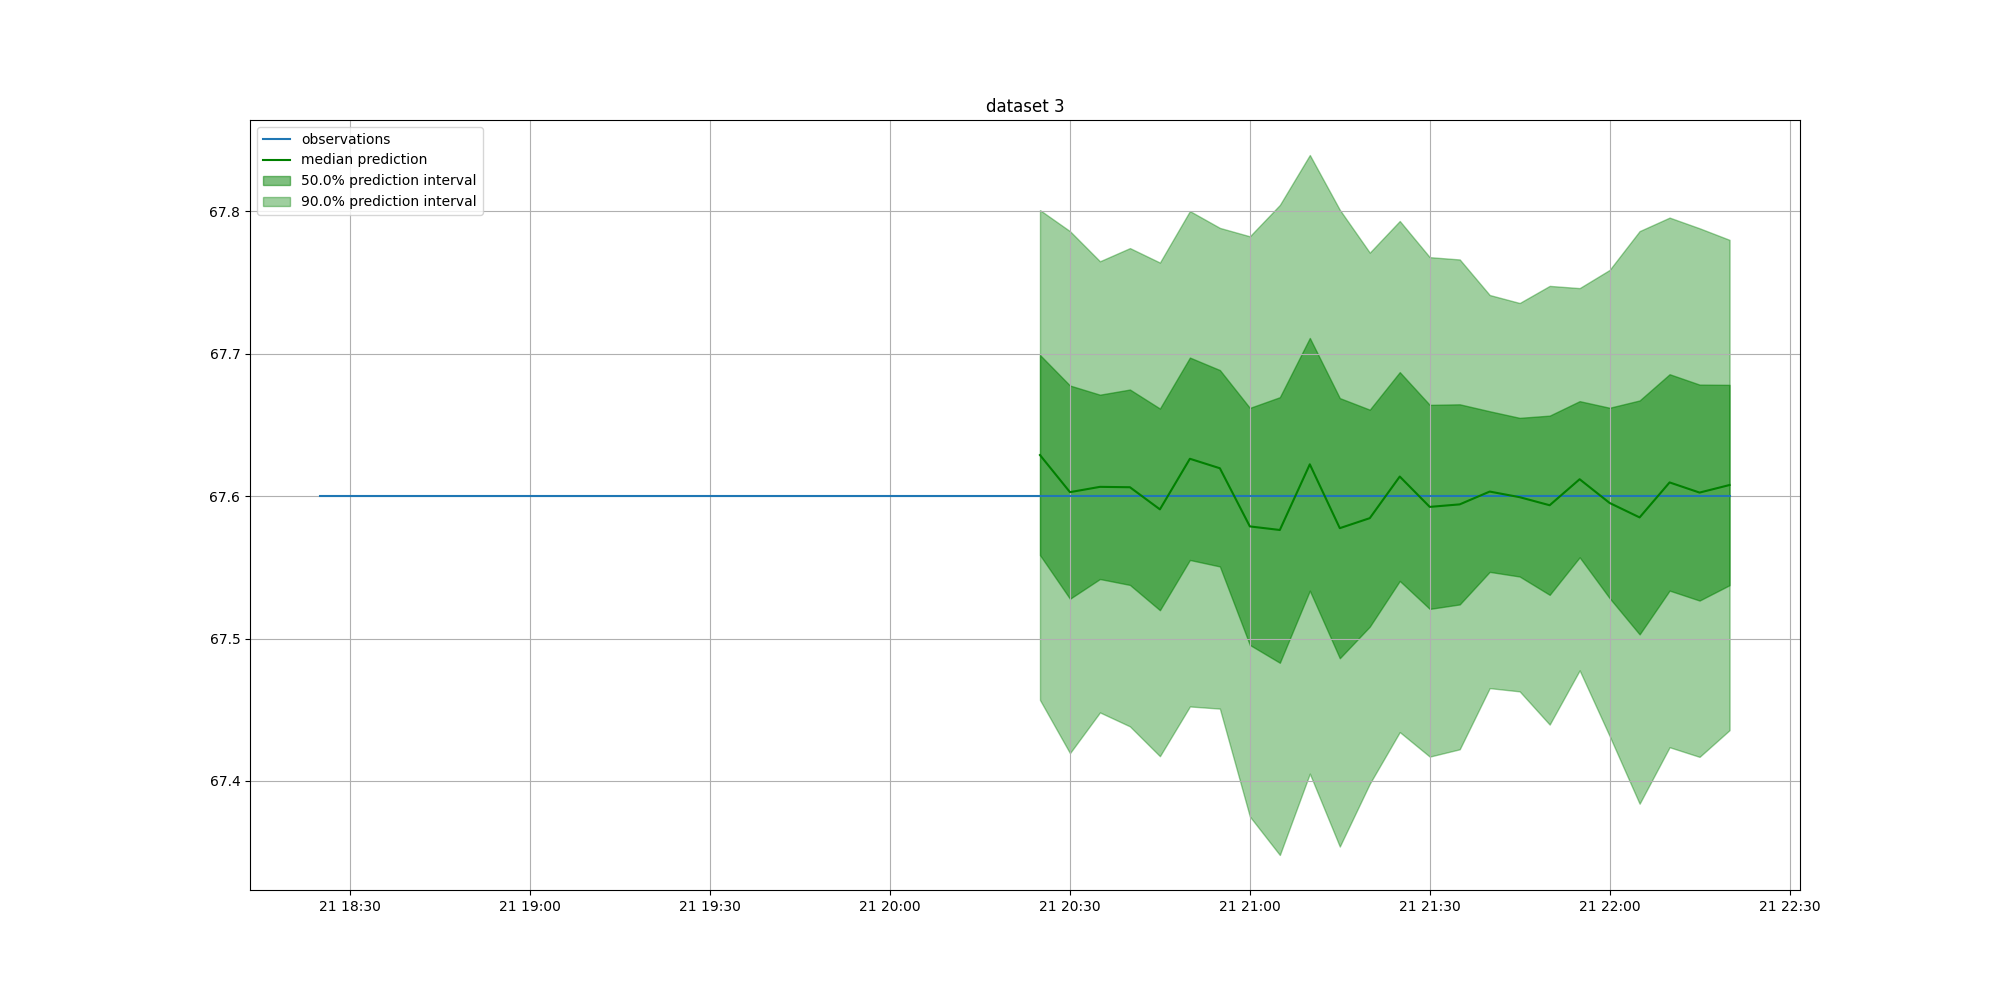 dataset 3
observations
median prediction
50.0% prediction interval
90.0% prediction interval
67.8
67.7
67.6
67.5
67.4
21 18:30 21 19:00 21 19:30 21 20:00 21 20:30 21 21:00 21 21:30 21 22:00 21 22:30